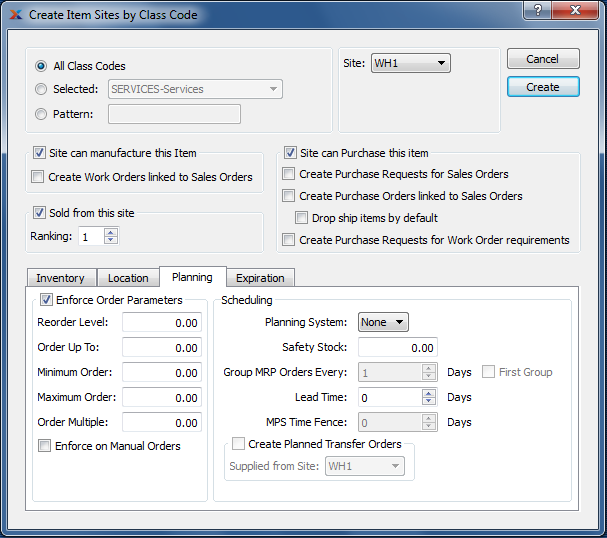 Create Item Sites by Class Code
?
All Class Codes
Selected: SERVICES-Services
Pattern:
Site: WH1
Cancel
Create
Site can manufacture this Item
Create Work Orders linked to Sales Orders
Sold from this site
Ranking: 1
Site can Purchase this item
Create Purchase Requests for Sales Orders
Create Purchase Orders linked to Sales Orders
Drop ship items by default
Create Purchase Requests for Work Order requirements
Inventory Location Planning Expiration
Enforce Order Parameters
Reorder Level: 0.00
Order Up To: 0.00
Minimum Order: 0.00
Maximum Order: 0.00
Order Multiple: 0.00
Enforce on Manual Orders
Scheduling
Planning System: None
Safety Stock: 0.00
Group MRP Orders Every: 1 Days First Group
Lead Time: 0 Days
MPS Time Fence: 0 Days
Create Planned Transfer Orders
Supplied from Site: WH1